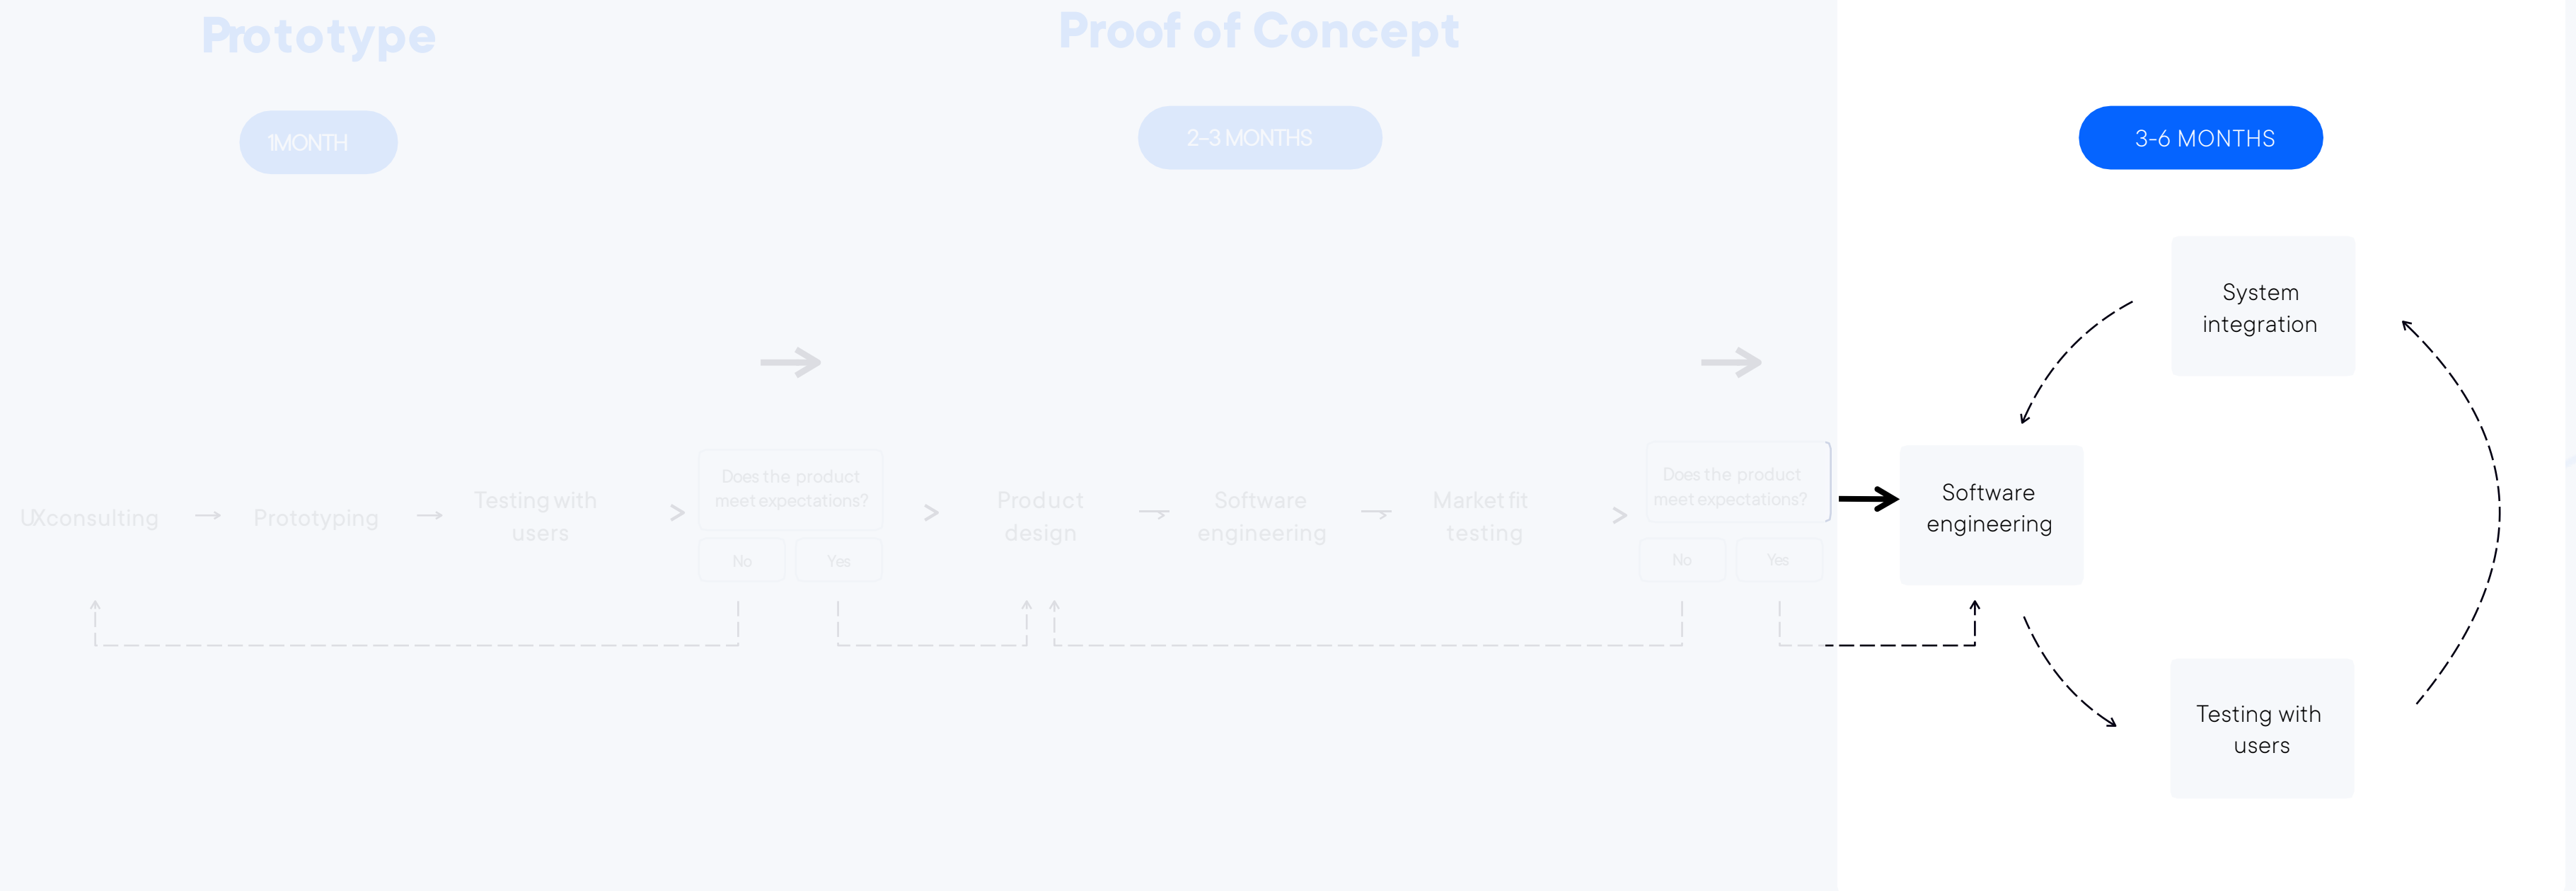 Prototype
1MONTH
UXconsulting
Prototyping
Testing with
users
Does the product
meet expectations?
No
Yes
Proof of Concept
2–3 MONTHS
Product
design
Software
engineering
Market fit
testing
Does the product
meet expectations?
No
Yes
3-6 MONTHS
System
integration
Software
engineering
Testing with
users